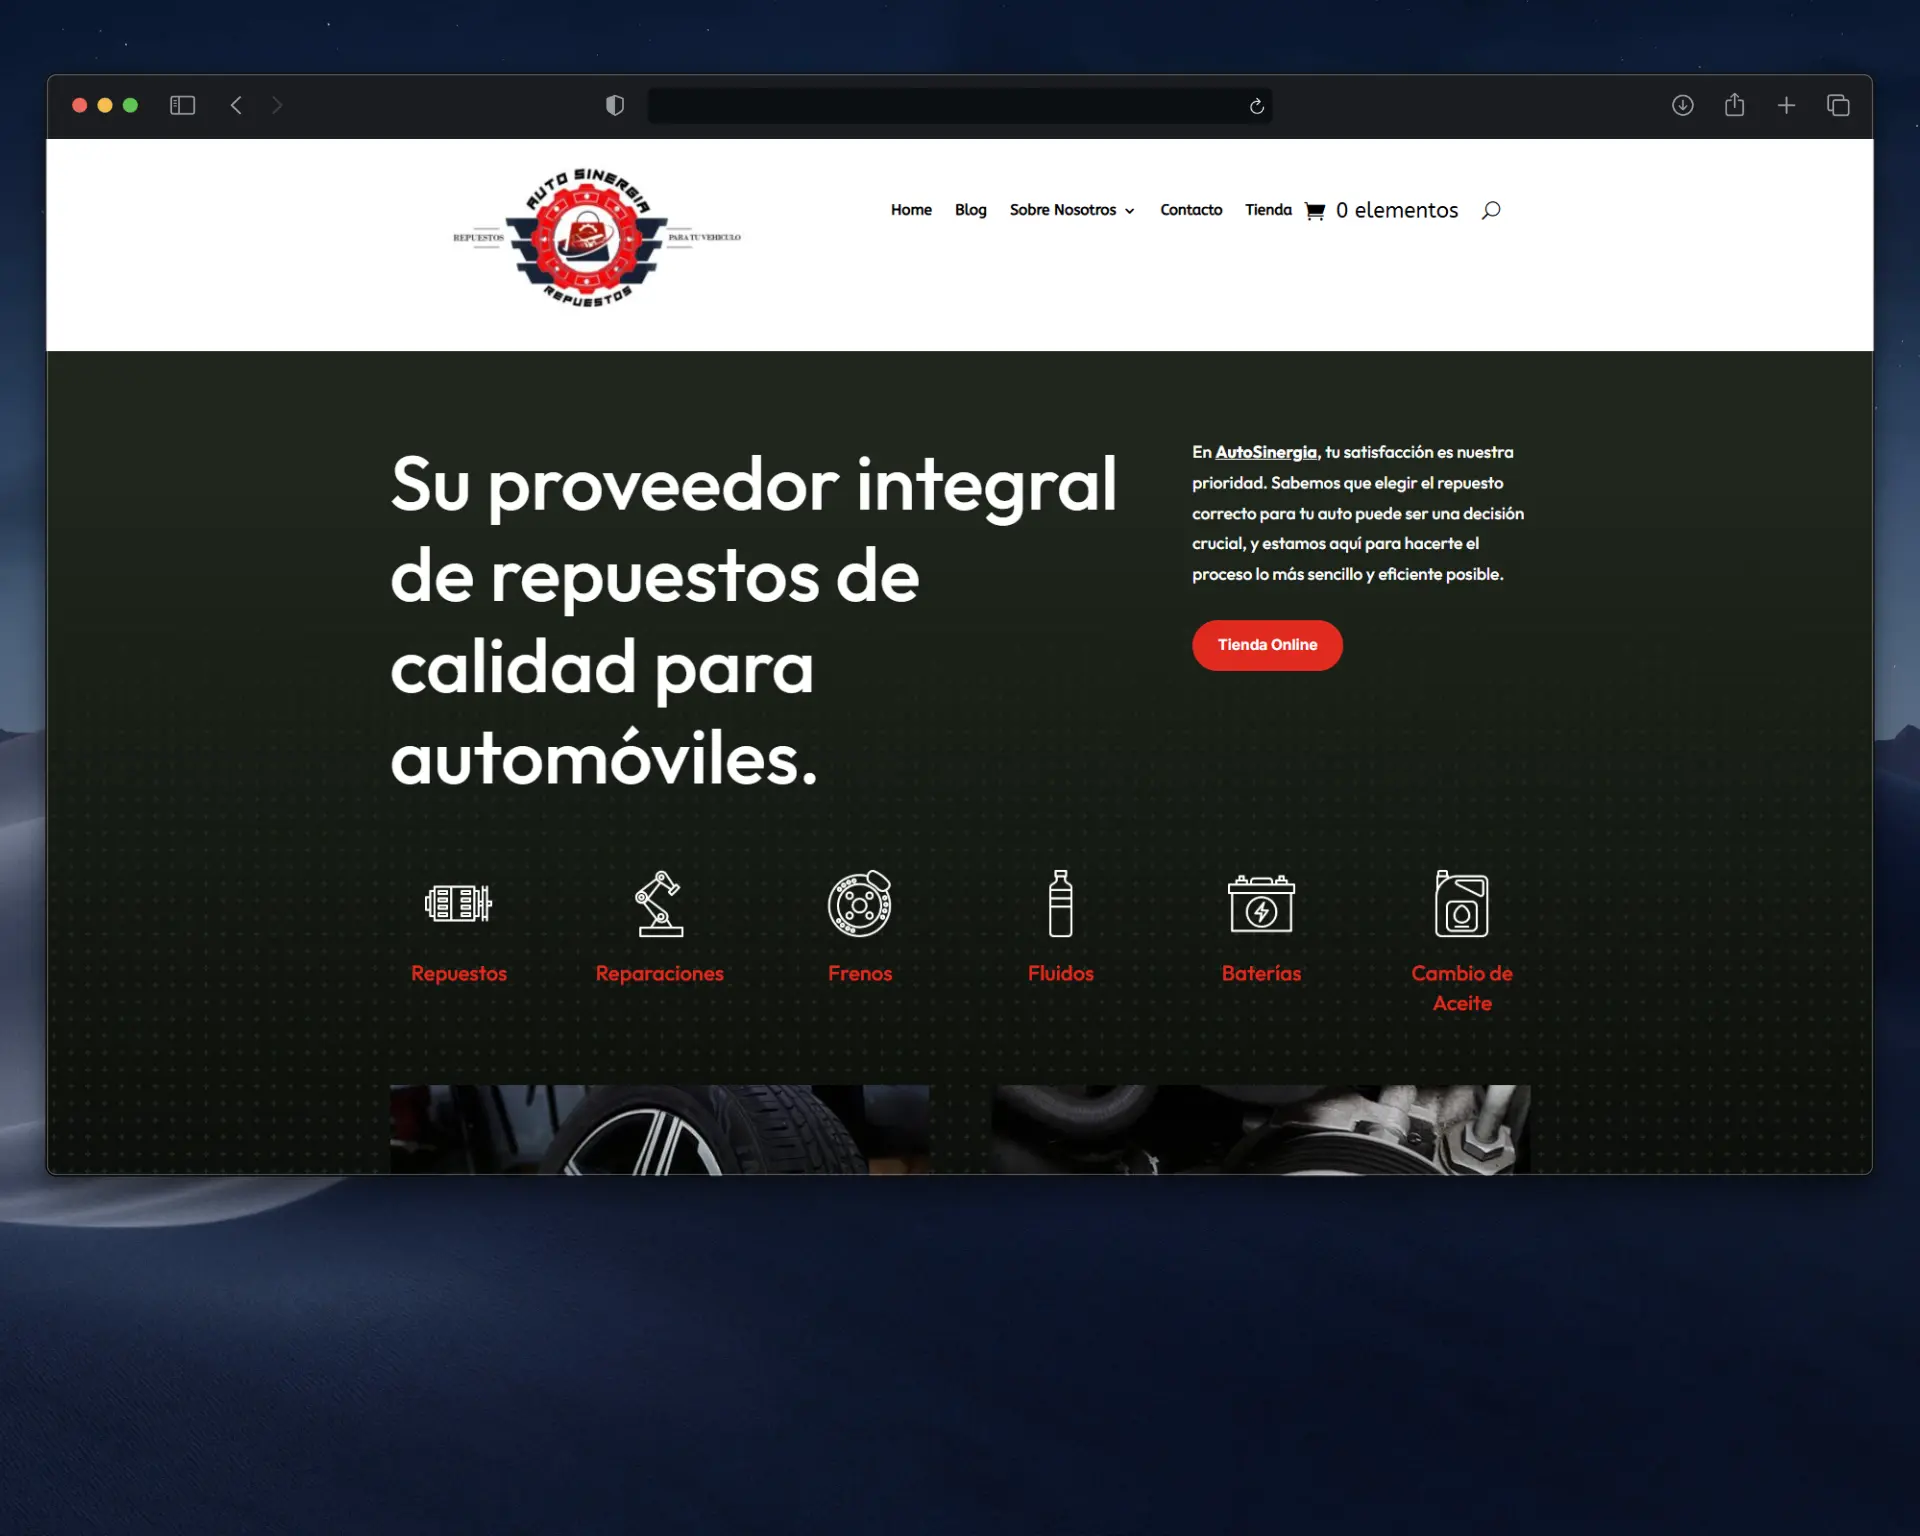 AUTO SINERGIA
REPUESTOS
PARA TU VEHICULO
REPUESTOS
Home
Blog
Sobre Nosotros
Contacto
Tienda
0 elementos
Su proveedor integral
de repuestos de
calidad para
automóviles.
En AutoSinergia, tu satisfacción es nuestra
prioridad. Sabemos que elegir el repuesto
correcto para tu auto puede ser una decisión
crucial, y estamos aquí para hacerte el
proceso lo más sencillo y eficiente posible.
Tienda Online
Repuestos
Reparaciones
Frenos
Fluidos
Baterías
Cambio de
Aceite